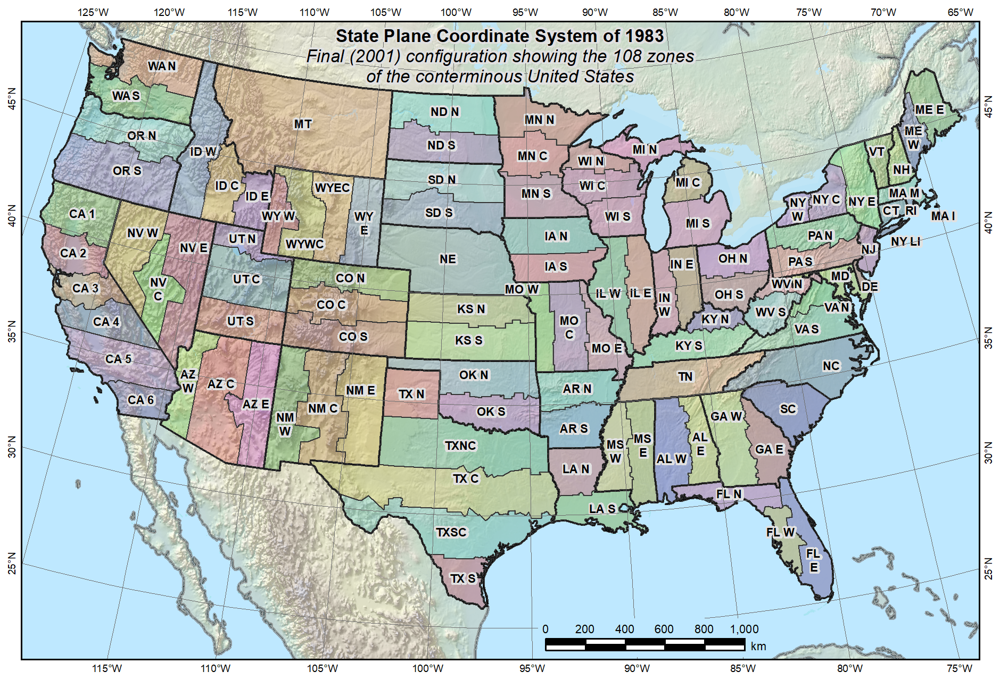 125°W 120°W 115°W 110°W 105°W 100°W 95°W 90°W 85°W 80°W 75°W 70°W 65°W
State Plane Coordinate System of 1983
Final (2001) configuration showing the 108 zones
of the conterminous United States
45°N
40°N
35°N
30°N
25°N
45°N
40°N
35°N
30°N
25°N
WA N
WA S
OR N
OR S
ID W
ID C
ID E
MT
WY W
WYWC
WYEC
WY
E
ND N
ND S
SD N
SD S
NE
MN N
MN C
MN S
WI N
WI C
WI S
MI N
MI C
MI S
CA 1
CA 2
CA 3
CA 4
CA 5
CA 6
NV W
NV
C
NV E
UT N
UT C
UT S
CO N
CO C
CO S
KS N
KS S
IA N
IA S
MO W
MO
C
MO E
IL W
IL E
IN
W
IN E
OH N
OH S
KY N
KY S
WV N
WV S
VA N
VA S
MD
DE
PA N
PA S
NJ
NY
W
NY C
NY E
NY LI
VT
NH
ME
W
ME E
MA M
MA I
CT
RI
AZ
W
AZ C
AZ E
NM
W
NM C
NM E
OK N
OK S
TX N
TXNC
TX C
TXSC
TX S
AR N
AR S
LA N
LA S
MS
W
MS
E
AL W
AL
E
TN
NC
SC
GA W
GA E
FL N
FL W
FL
E
0 200 400 600 800 1,000
km
115°W 110°W 105°W 100°W 95°W 90°W 85°W 80°W 75°W